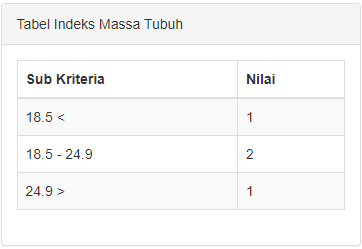 Tabel Indeks Massa Tubuh
Sub Kriteria Nilai
18.5 < 1
18.5 - 24.9 2
24.9 > 1